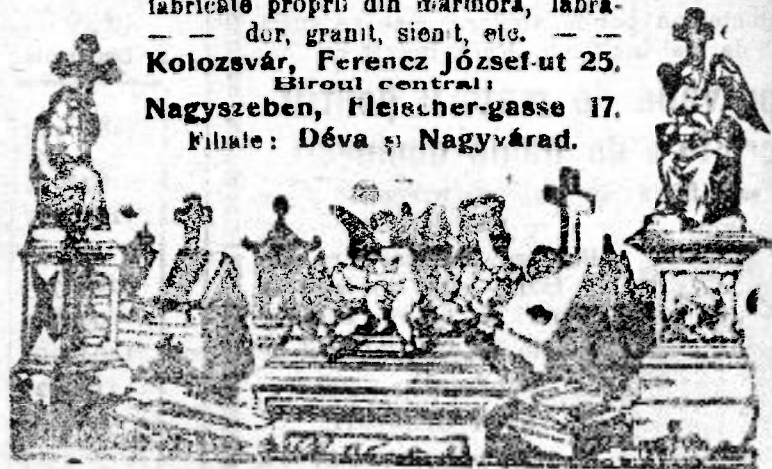 fabricate proprii din marmoră, labra-
— — dor, granit, sienit, etc. — —
Kolozsvár, Ferencz József-ut 25.
Biroul central:
Nagyszeben, Fleischer-gasse 17.
Filiale: Déva și Nagyvárad.